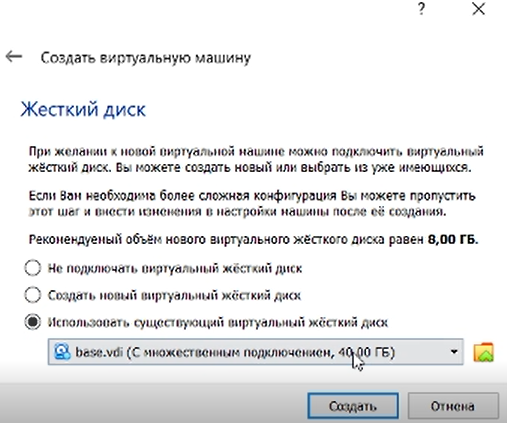 ?
Создать виртуальную машину
Жесткий диск
При желании к новой виртуальной машине можно подключить виртуальный
жёсткий диск. Вы можете создать новый или выбрать из уже имеющихся.
Если Вам необходима более сложная конфигурация Вы можете пропустить
этот шаг и внести изменения в настройки машины после её создания.
Рекомендуемый объём нового виртуального жёсткого диска равен 8,00 ГБ.
Не подключать виртуальный жёсткий диск
Создать новый виртуальный жёсткий диск
Использовать существующий виртуальный жёсткий диск
base.vdi (С множественным подключением, 40,00 ГБ)
Создать
Отмена